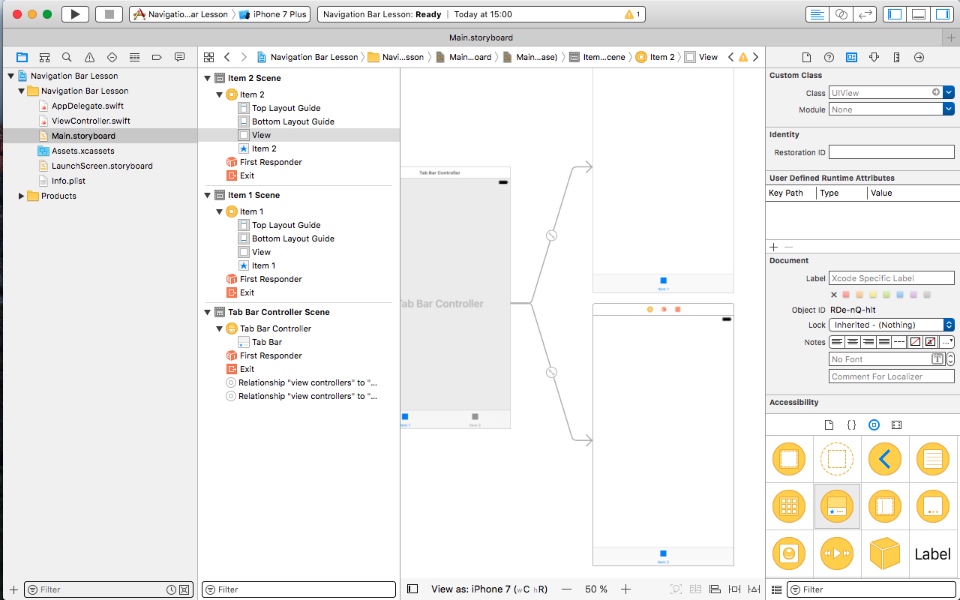 Navigatio...ar Lesson
iPhone 7 Plus
Navigation Bar Lesson: Ready
Today at 15:00
1
Main.storyboard
Navigation Bar Lesson
Navi...sson
Main...oard
Main...ase)
Item...cene
Item 2
View
Navigation Bar Lesson
Navigation Bar Lesson
AppDelegate.swift
ViewController.swift
Main.storyboard
Assets.xcassets
LaunchScreen.storyboard
Info.plist
Products
Filter
Item 2 Scene
Item 2
Top Layout Guide
Bottom Layout Guide
View
Item 2
First Responder
Exit
Item 1 Scene
Item 1
Top Layout Guide
Bottom Layout Guide
View
Item 1
First Responder
Exit
Tab Bar Controller Scene
Tab Bar Controller
Tab Bar
First Responder
Exit
Relationship "view controllers" to "...
Relationship "view controllers" to "...
Filter
Tab Bar Controller
Tab Bar Controller
Item 2
Item 1
Item 2
View as: iPhone 7 (wC hR)
50 %
Custom Class
Class UIView
Module None
Identity
Restoration ID
User Defined Runtime Attributes
Key Path Type Value
Document
Label Xcode Specific Label
Object ID RDe-nQ-hit
Lock Inherited - (Nothing)
Notes
No Font
Comment For Localizer
Accessibility
Label
Filter